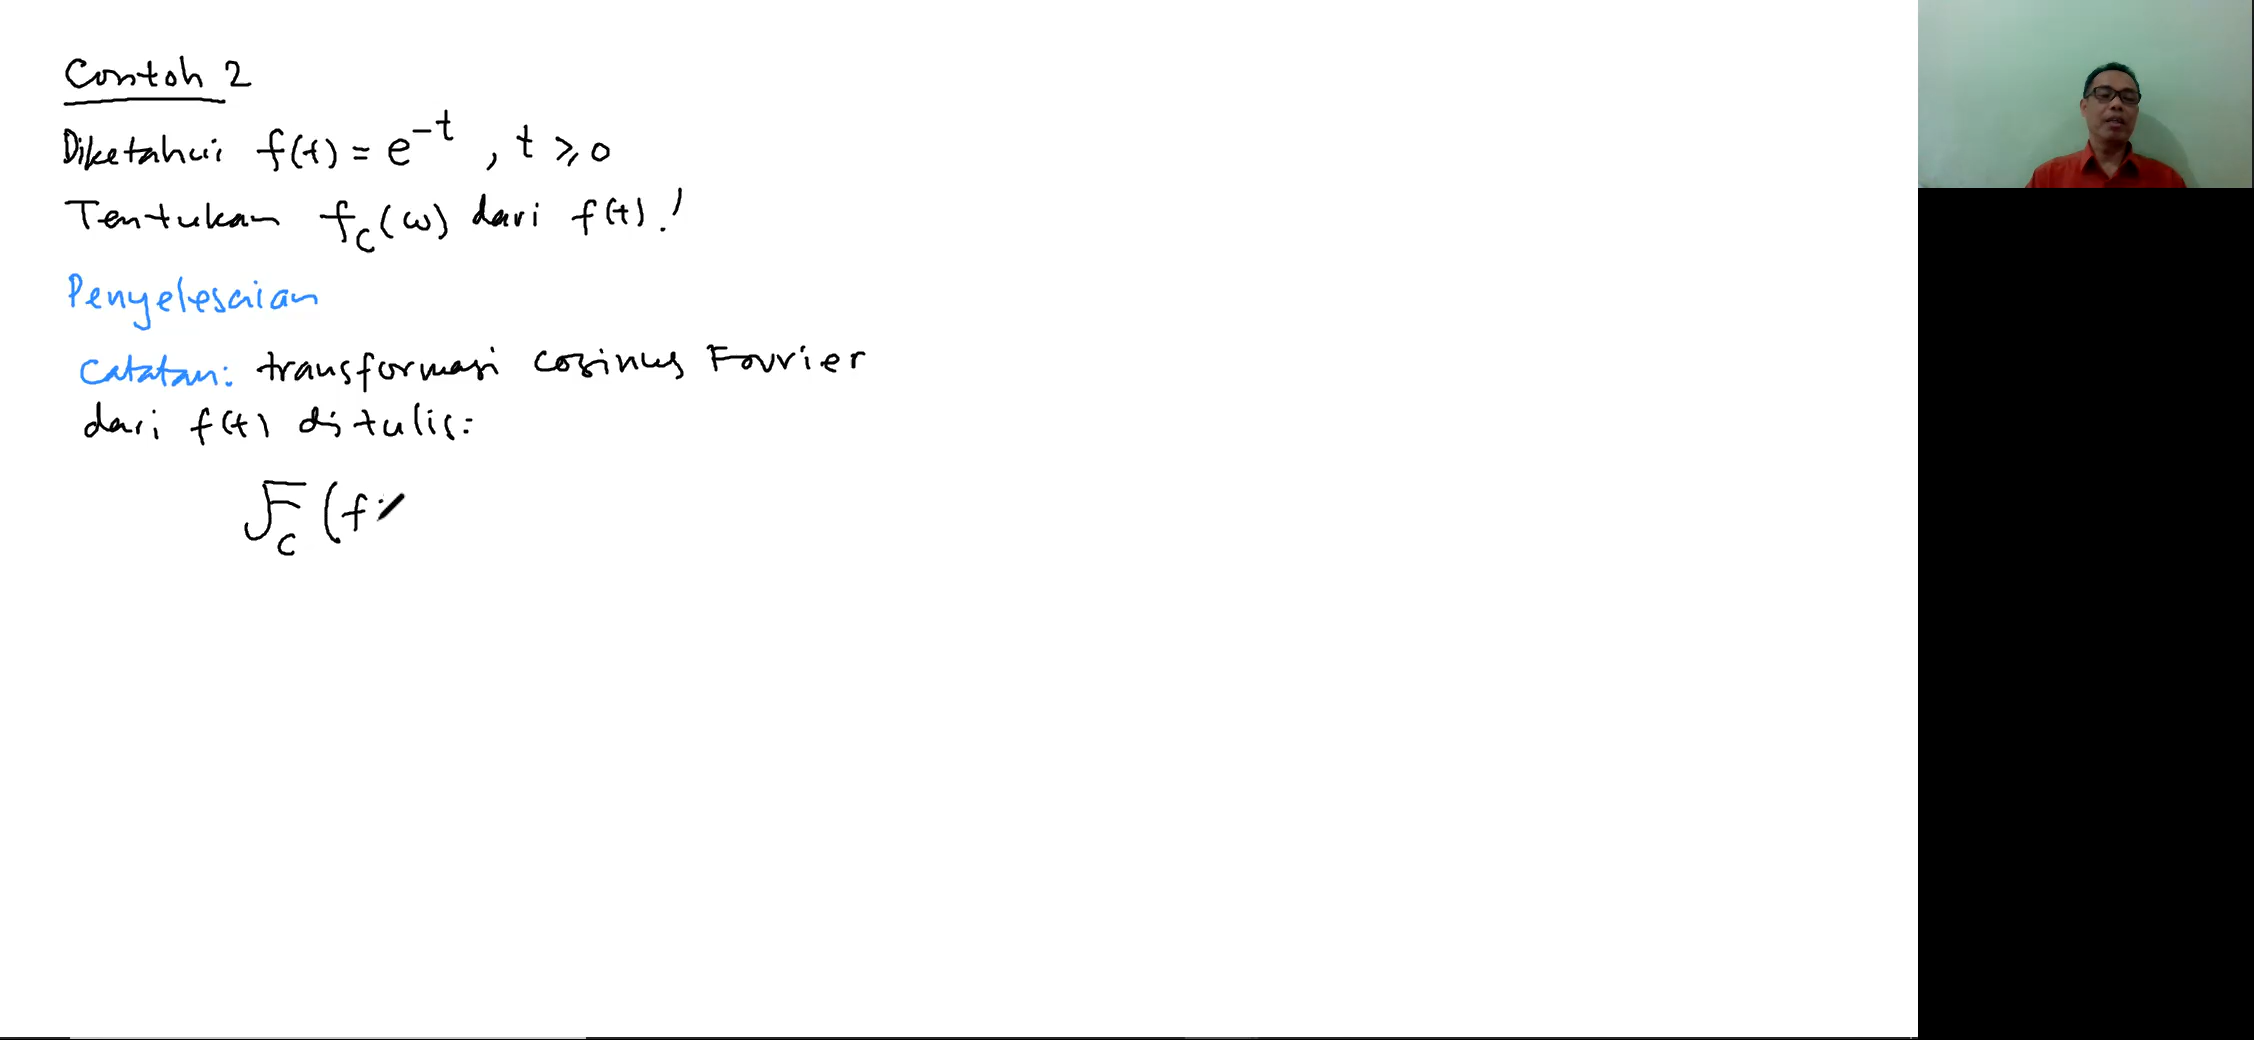 Contoh 2
Diketahui f(t) = e^-t , t ⩾ 0
Tentukan f_c(ω) dari f(t) !
Penyelesaian
Catatan: transformasi cosinus Fourier
dari f(t) ditulis:
ℱ_c (f